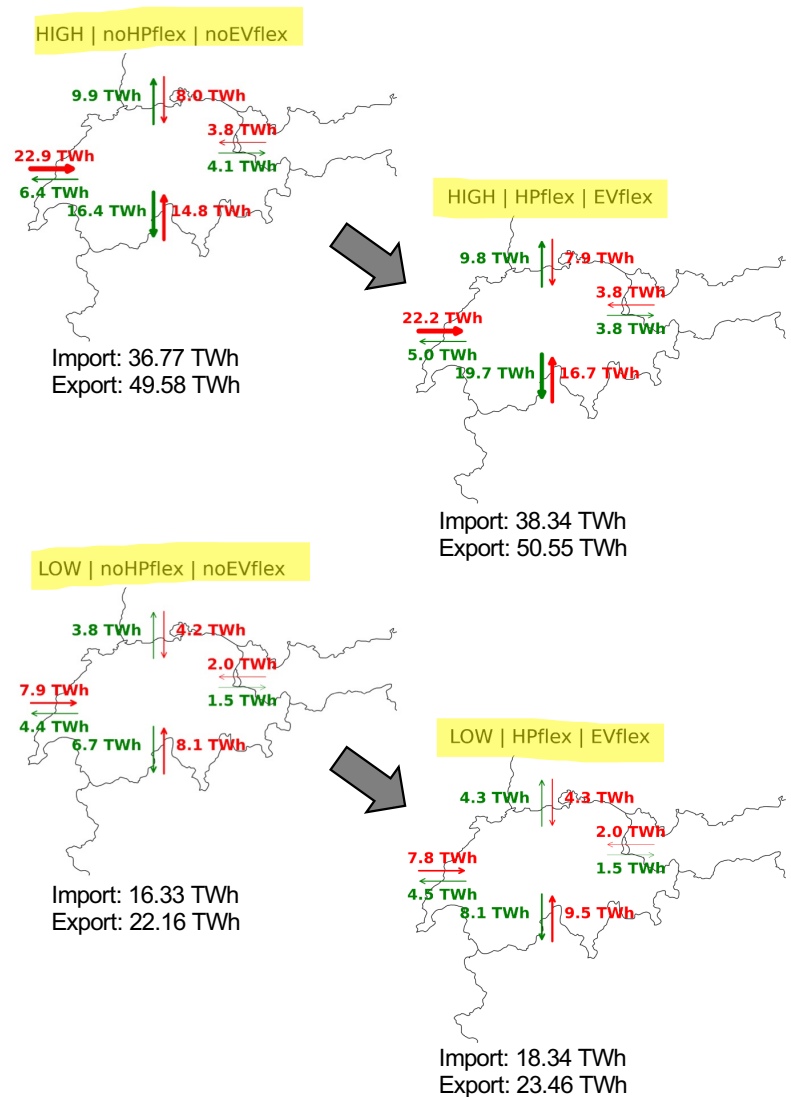 HIGH | noHPflex | noEVflex
9.9 TWh
8.0 TWh
3.8 TWh
4.1 TWh
22.9 TWh
6.4 TWh
16.4 TWh
14.8 TWh
Import: 36.77 TWh
Export: 49.58 TWh
HIGH | HPflex | EVflex
9.8 TWh
7.9 TWh
3.8 TWh
3.8 TWh
22.2 TWh
5.0 TWh
19.7 TWh
16.7 TWh
Import: 38.34 TWh
Export: 50.55 TWh
LOW | noHPflex | noEVflex
3.8 TWh
4.2 TWh
2.0 TWh
1.5 TWh
7.9 TWh
4.4 TWh
6.7 TWh
8.1 TWh
Import: 16.33 TWh
Export: 22.16 TWh
LOW | HPflex | EVflex
4.3 TWh
4.3 TWh
2.0 TWh
1.5 TWh
7.8 TWh
4.5 TWh
8.1 TWh
9.5 TWh
Import: 18.34 TWh
Export: 23.46 TWh